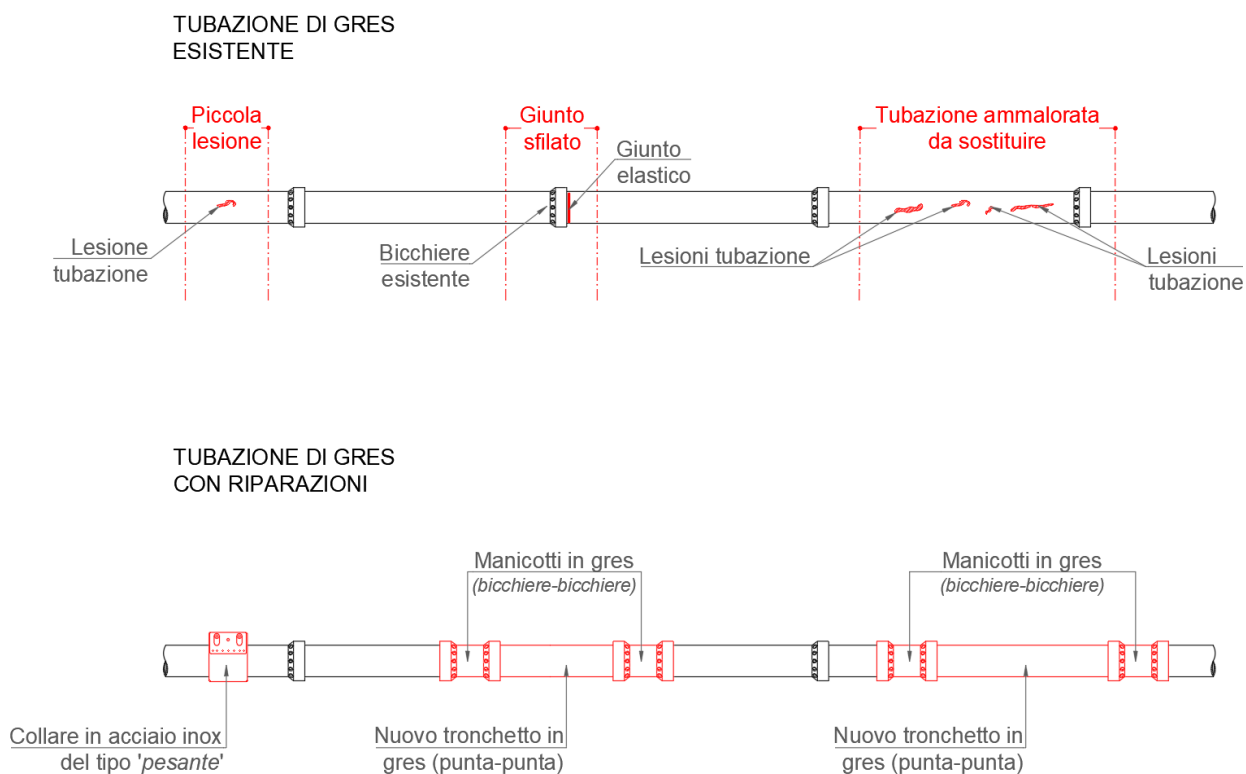 TUBAZIONE DI GRES
ESISTENTE
Piccola
lesione
Giunto
sfilato
Tubazione ammalorata
da sostituire
Giunto
elastico
Lesione
tubazione
Bicchiere
esistente
Lesioni tubazione
Lesioni
tubazione
TUBAZIONE DI GRES
CON RIPARAZIONI
Manicotti in gres
(bicchiere-bicchiere)
Manicotti in gres
(bicchiere-bicchiere)
Collare in acciaio inox
del tipo 'pesante'
Nuovo tronchetto in
gres (punta-punta)
Nuovo tronchetto in
gres (punta-punta)